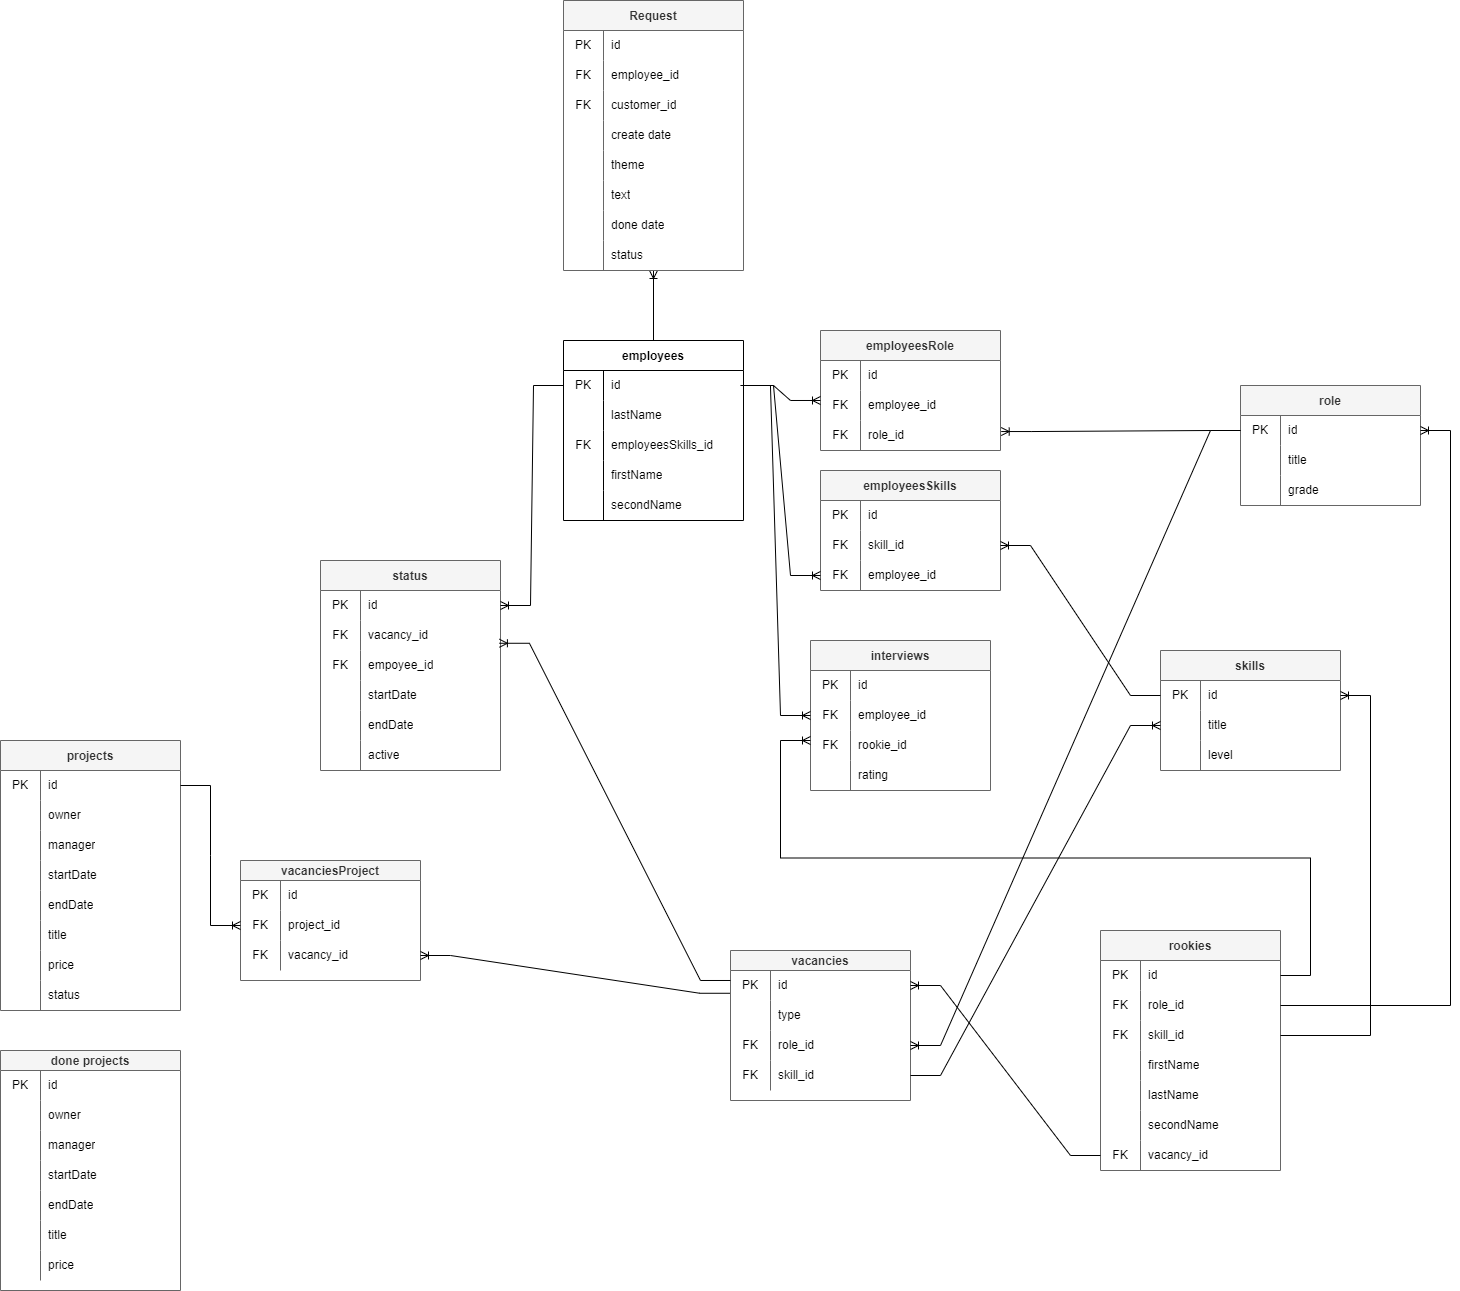 Request
PK id
FK employee_id
FK customer_id
create date
theme
text
done date
status
employees
PK id
lastName
FK employeesSkills_id
firstName
secondName
employeesRole
PK id
FK employee_id
FK role_id
role
PK id
title
grade
employeesSkills
PK id
FK skill_id
FK employee_id
status
PK id
FK vacancy_id
FK empoyee_id
startDate
endDate
active
interviews
PK id
FK employee_id
FK rookie_id
rating
skills
PK id
title
level
projects
PK id
owner
manager
startDate
endDate
title
price
status
vacanciesProject
PK id
FK project_id
FK vacancy_id
vacancies
PK id
type
FK role_id
FK skill_id
rookies
PK id
FK role_id
FK skill_id
firstName
lastName
secondName
FK vacancy_id
done projects
PK id
owner
manager
startDate
endDate
title
price